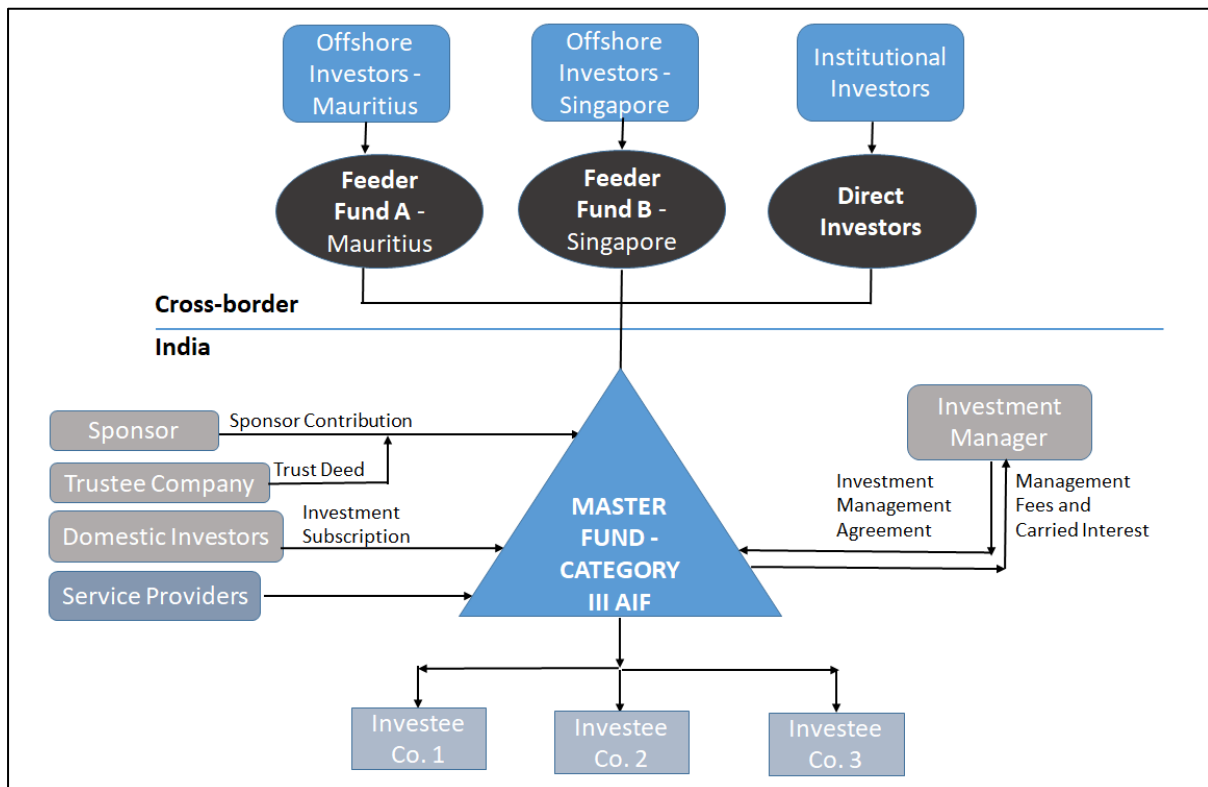 Offshore
Investors -
Mauritius
Offshore
Investors -
Singapore
Institutional
Investors
Feeder
Fund A -
Mauritius
Feeder
Fund B -
Singapore
Direct
Investors
Cross-border
India
Sponsor
Sponsor Contribution
Trustee Company
Trust Deed
Domestic Investors
Investment
Subscription
Service Providers
MASTER
FUND -
CATEGORY
III AIF
Investment
Manager
Investment
Management
Agreement
Management
Fees and
Carried Interest
Investee
Co. 1
Investee
Co. 2
Investee
Co. 3